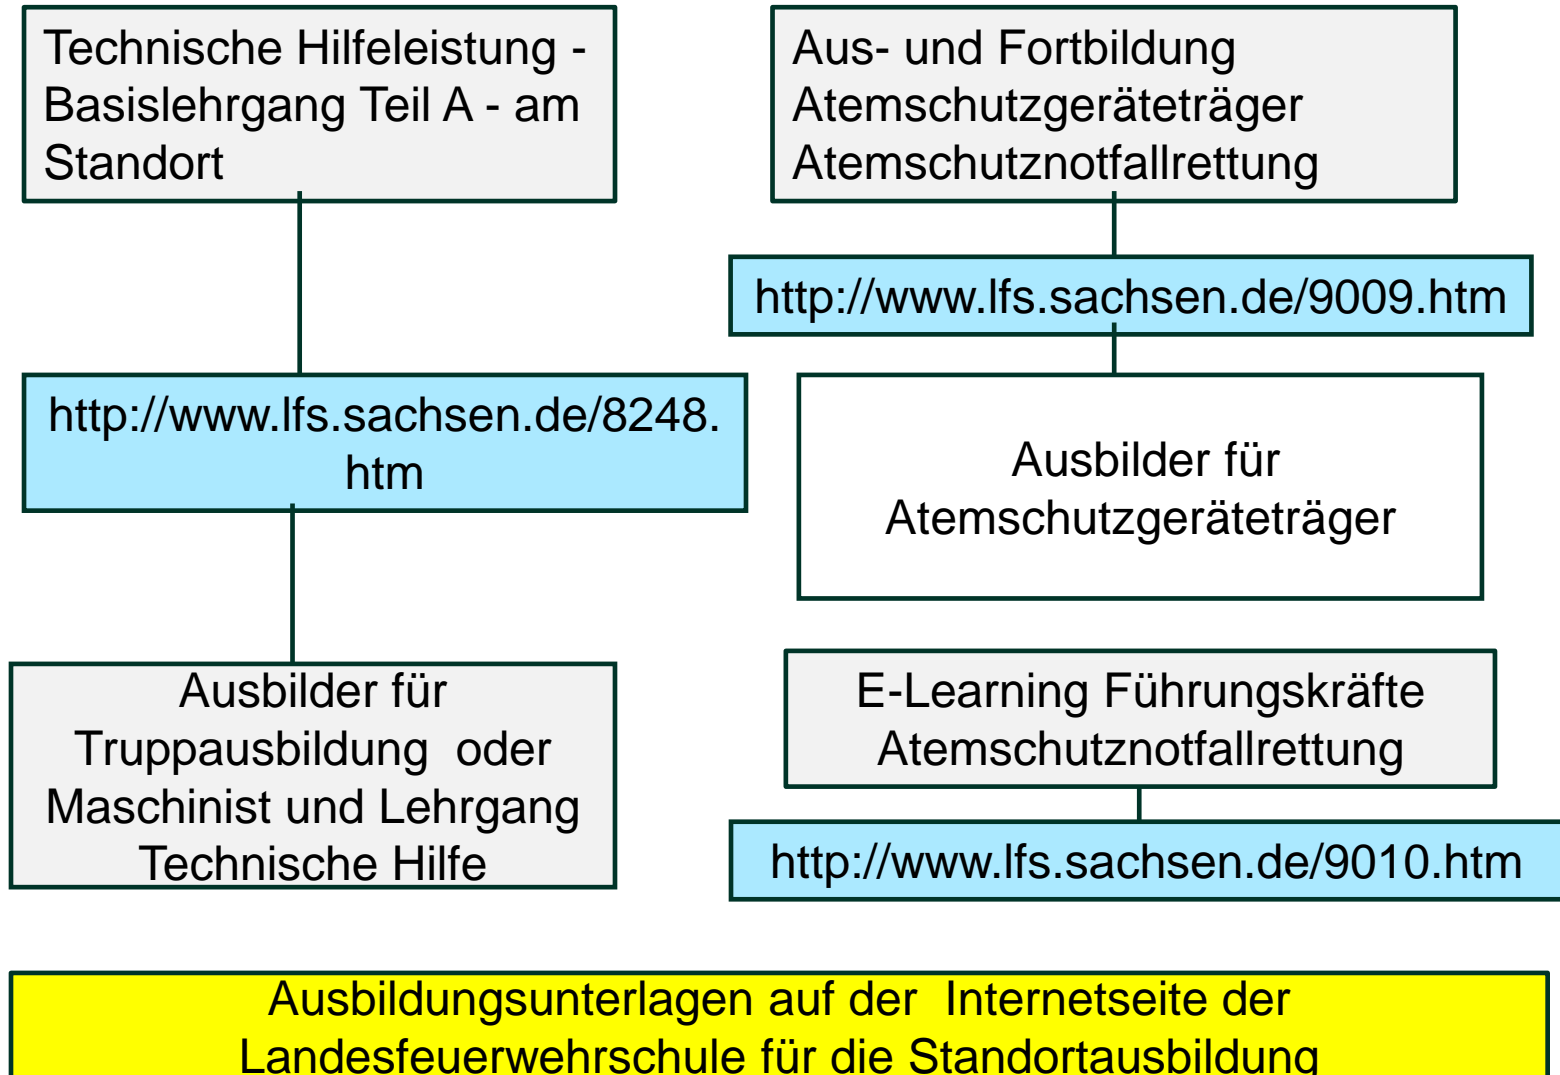 Technische Hilfeleistung -
Basislehrgang Teil A - am
Standort
http://www.lfs.sachsen.de/8248.
htm
Ausbilder für
Truppausbildung  oder
Maschinist und Lehrgang
Technische Hilfe
Aus- und Fortbildung
Atemschutzgeräteträger
Atemschutznotfallrettung
http://www.lfs.sachsen.de/9009.htm
Ausbilder für
Atemschutzgeräteträger
E-Learning Führungskräfte
Atemschutznotfallrettung
http://www.lfs.sachsen.de/9010.htm
Ausbildungsunterlagen auf der  Internetseite der
Landesfeuerwehrschule für die Standortausbildung